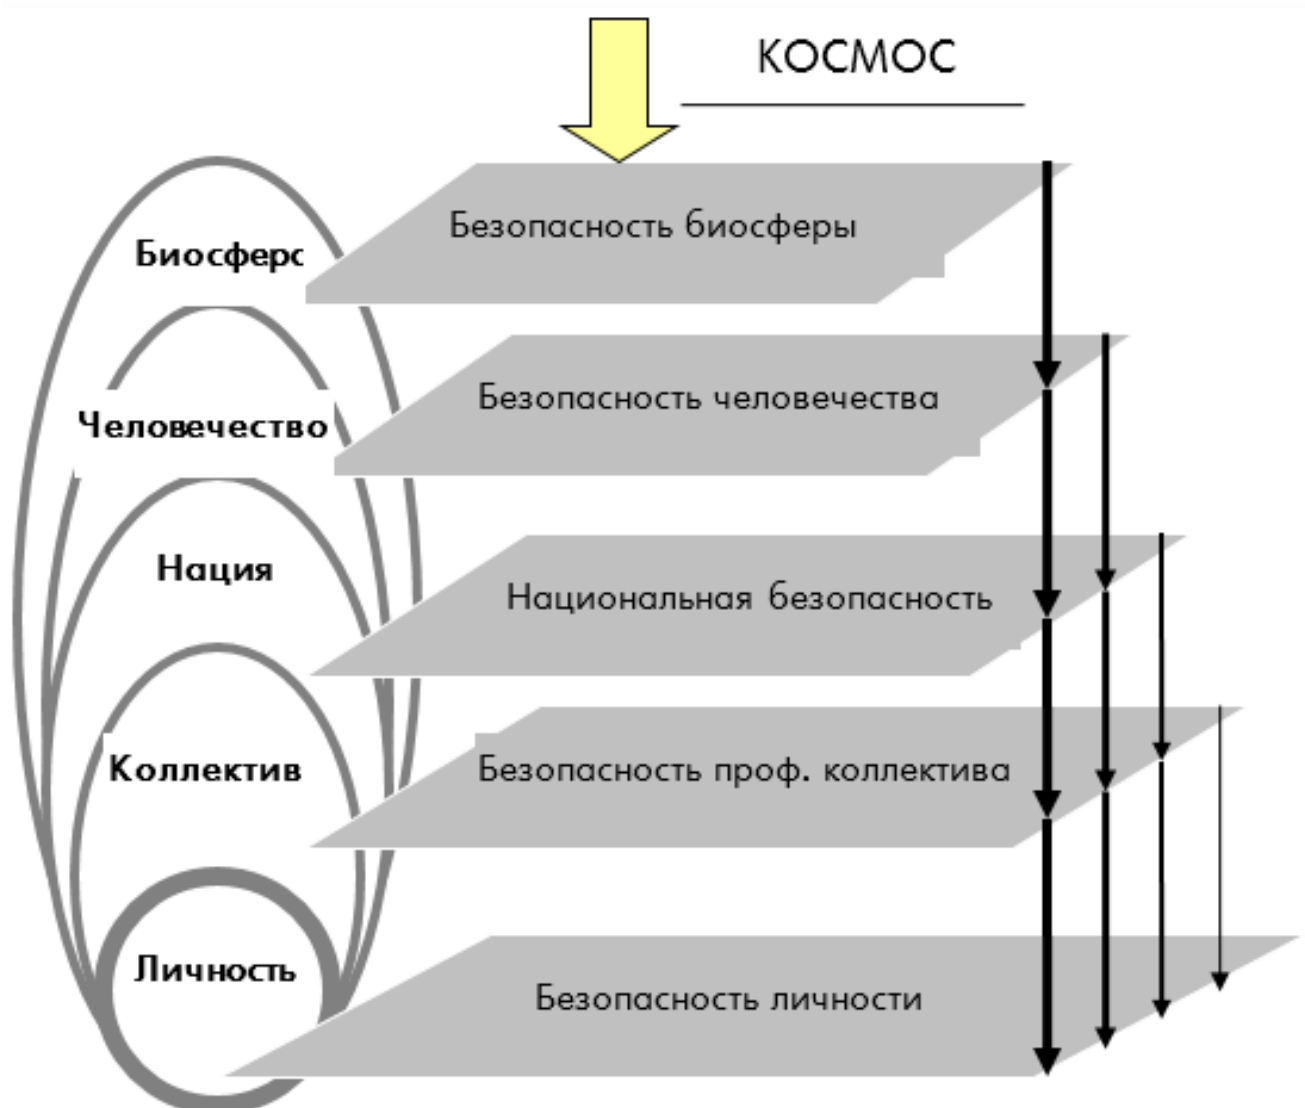 КОСМОС
Безопасность биосферы
Биосферс
Безопасность человечества
Человечество
Нация
Национальная безопасность
Коллектив
Безопасность проф. коллектива
Личность
Безопасность личности